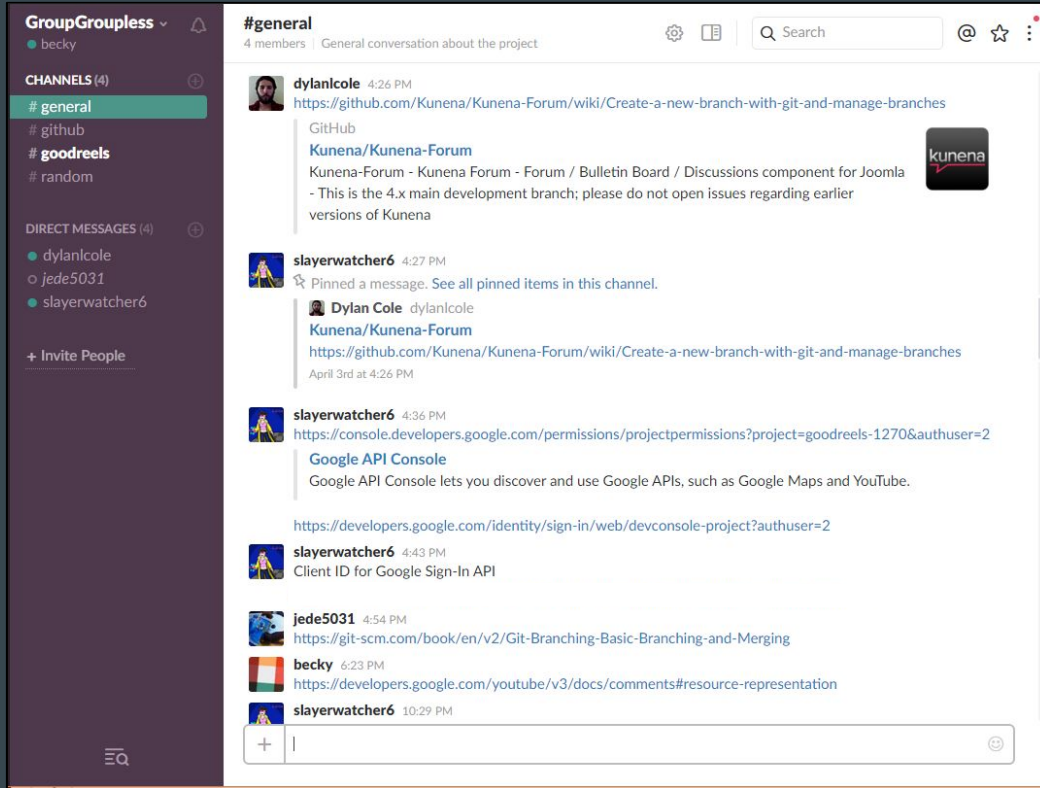 GroupGroupless
becky
CHANNELS (4)
# general
# github
# goodreels
# random
DIRECT MESSAGES (4)
dylanlcole
jede5031
slayerwatcher6
+ Invite People
#general
4 members | General conversation about the project
Search
dylanlcole 4:26 PM
https://github.com/Kunena/Kunena-Forum/wiki/Create-a-new-branch-with-git-and-manage-branches
GitHub
Kunena/Kunena-Forum
Kunena-Forum - Kunena Forum - Forum / Bulletin Board / Discussions component for Joomla
- This is the 4.x main development branch; please do not open issues regarding earlier
versions of Kunena
kunena
slayerwatcher6 4:27 PM
Pinned a message. See all pinned items in this channel.
Dylan Cole dylanlcole
Kunena/Kunena-Forum
https://github.com/Kunena/Kunena-Forum/wiki/Create-a-new-branch-with-git-and-manage-branches
April 3rd at 4:26 PM
slayerwatcher6 4:36 PM
https://console.developers.google.com/permissions/projectpermissions?project=goodreels-1270&authuser=2
Google API Console
Google API Console lets you discover and use Google APIs, such as Google Maps and YouTube.
https://developers.google.com/identity/sign-in/web/devconsole-project?authuser=2
slayerwatcher6 4:43 PM
Client ID for Google Sign-In API
jede5031 4:54 PM
https://git-scm.com/book/en/v2/Git-Branching-Basic-Branching-and-Merging
becky 6:23 PM
https://developers.google.com/youtube/v3/docs/comments#resource-representation
slayerwatcher6 10:29 PM